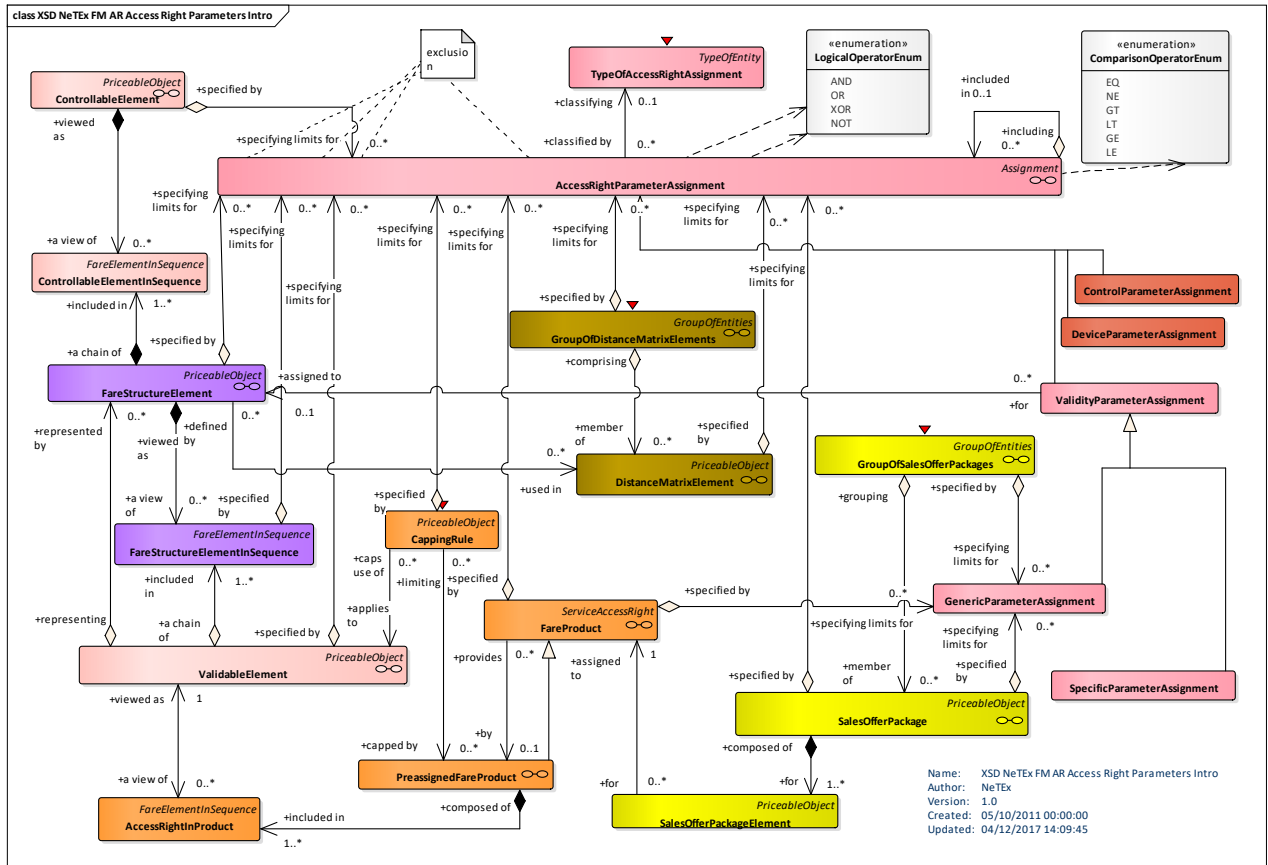 class XSD NeTEx FM AR Access Right Parameters Intro
exclusio
n
TypeOfEntity
TypeOfAccessRightAssignment
«enumeration»
LogicalOperatorEnum
AND
OR
XOR
NOT
«enumeration»
ComparisonOperatorEnum
EQ
NE
GT
LT
GE
LE
PriceableObject
ControllableElement
+specified by
+viewed
as
+classifying
0..1
+included
in 0..1
+including
0..*
+specifying limits for
0..*
+classified by
0..*
Assignment
AccessRightParameterAssignment
+specifying
limits for
0..*
0..*
0..*
+specifying
limits for
+specifying
limits for
0..*
+specifying
limits for
0..*
+specifying
limits for
0..*
+specifying
limits for
0..*
0..*
+specifying
limits for
+specifying
limits for
+a view of
0..*
FareElementInSequence
ControllableElementInSequence
+included in
1..*
ControlParameterAssignment
DeviceParameterAssignment
+specified by
GroupOfEntities
GroupOfDistanceMatrixElements
+comprising
+a chain of
+specified
by
PriceableObject
FareStructureElement
+assigned to
0..1
0..*
+for
ValidityParameterAssignment
+represented
by
0..*
+viewed
as
+defined
by
0..*
+member
of
0..*
+specified
by
0..*
+used in
PriceableObject
DistanceMatrixElement
GroupOfEntities
GroupOfSalesOfferPackages
+grouping
+specified by
+a view
of
0..*
+specified
by
+specified
by
FareElementInSequence
FareStructureElementInSequence
PriceableObject
CappingRule
+caps
use of
0..*
+limiting
0..*
+specified
by
+included
in
1..*
+specifying
limits for
0..*
GenericParameterAssignment
+specified by
0..*
+specifying limits for
+specifying
limits for
0..*
ServiceAccessRight
FareProduct
+representing
+a chain
of
+specified by
+applies
to
+provides
0..*
+assigned
to
1
PriceableObject
ValidableElement
+viewed as
1
+specified by
+member
of
0..*
+specified
by
SpecificParameterAssignment
PriceableObject
SalesOfferPackage
+composed of
+capped by
0..*
+by
0..1
PreassignedFareProduct
+composed of
+for
0..*
+for
1..*
PriceableObject
SalesOfferPackageElement
+a view
of
0..*
FareElementInSequence
AccessRightInProduct
+included in
1..*
Name: XSD NeTEx FM AR Access Right Parameters Intro
Author: NeTEx
Version: 1.0
Created: 05/10/2011 00:00:00
Updated: 04/12/2017 14:09:45